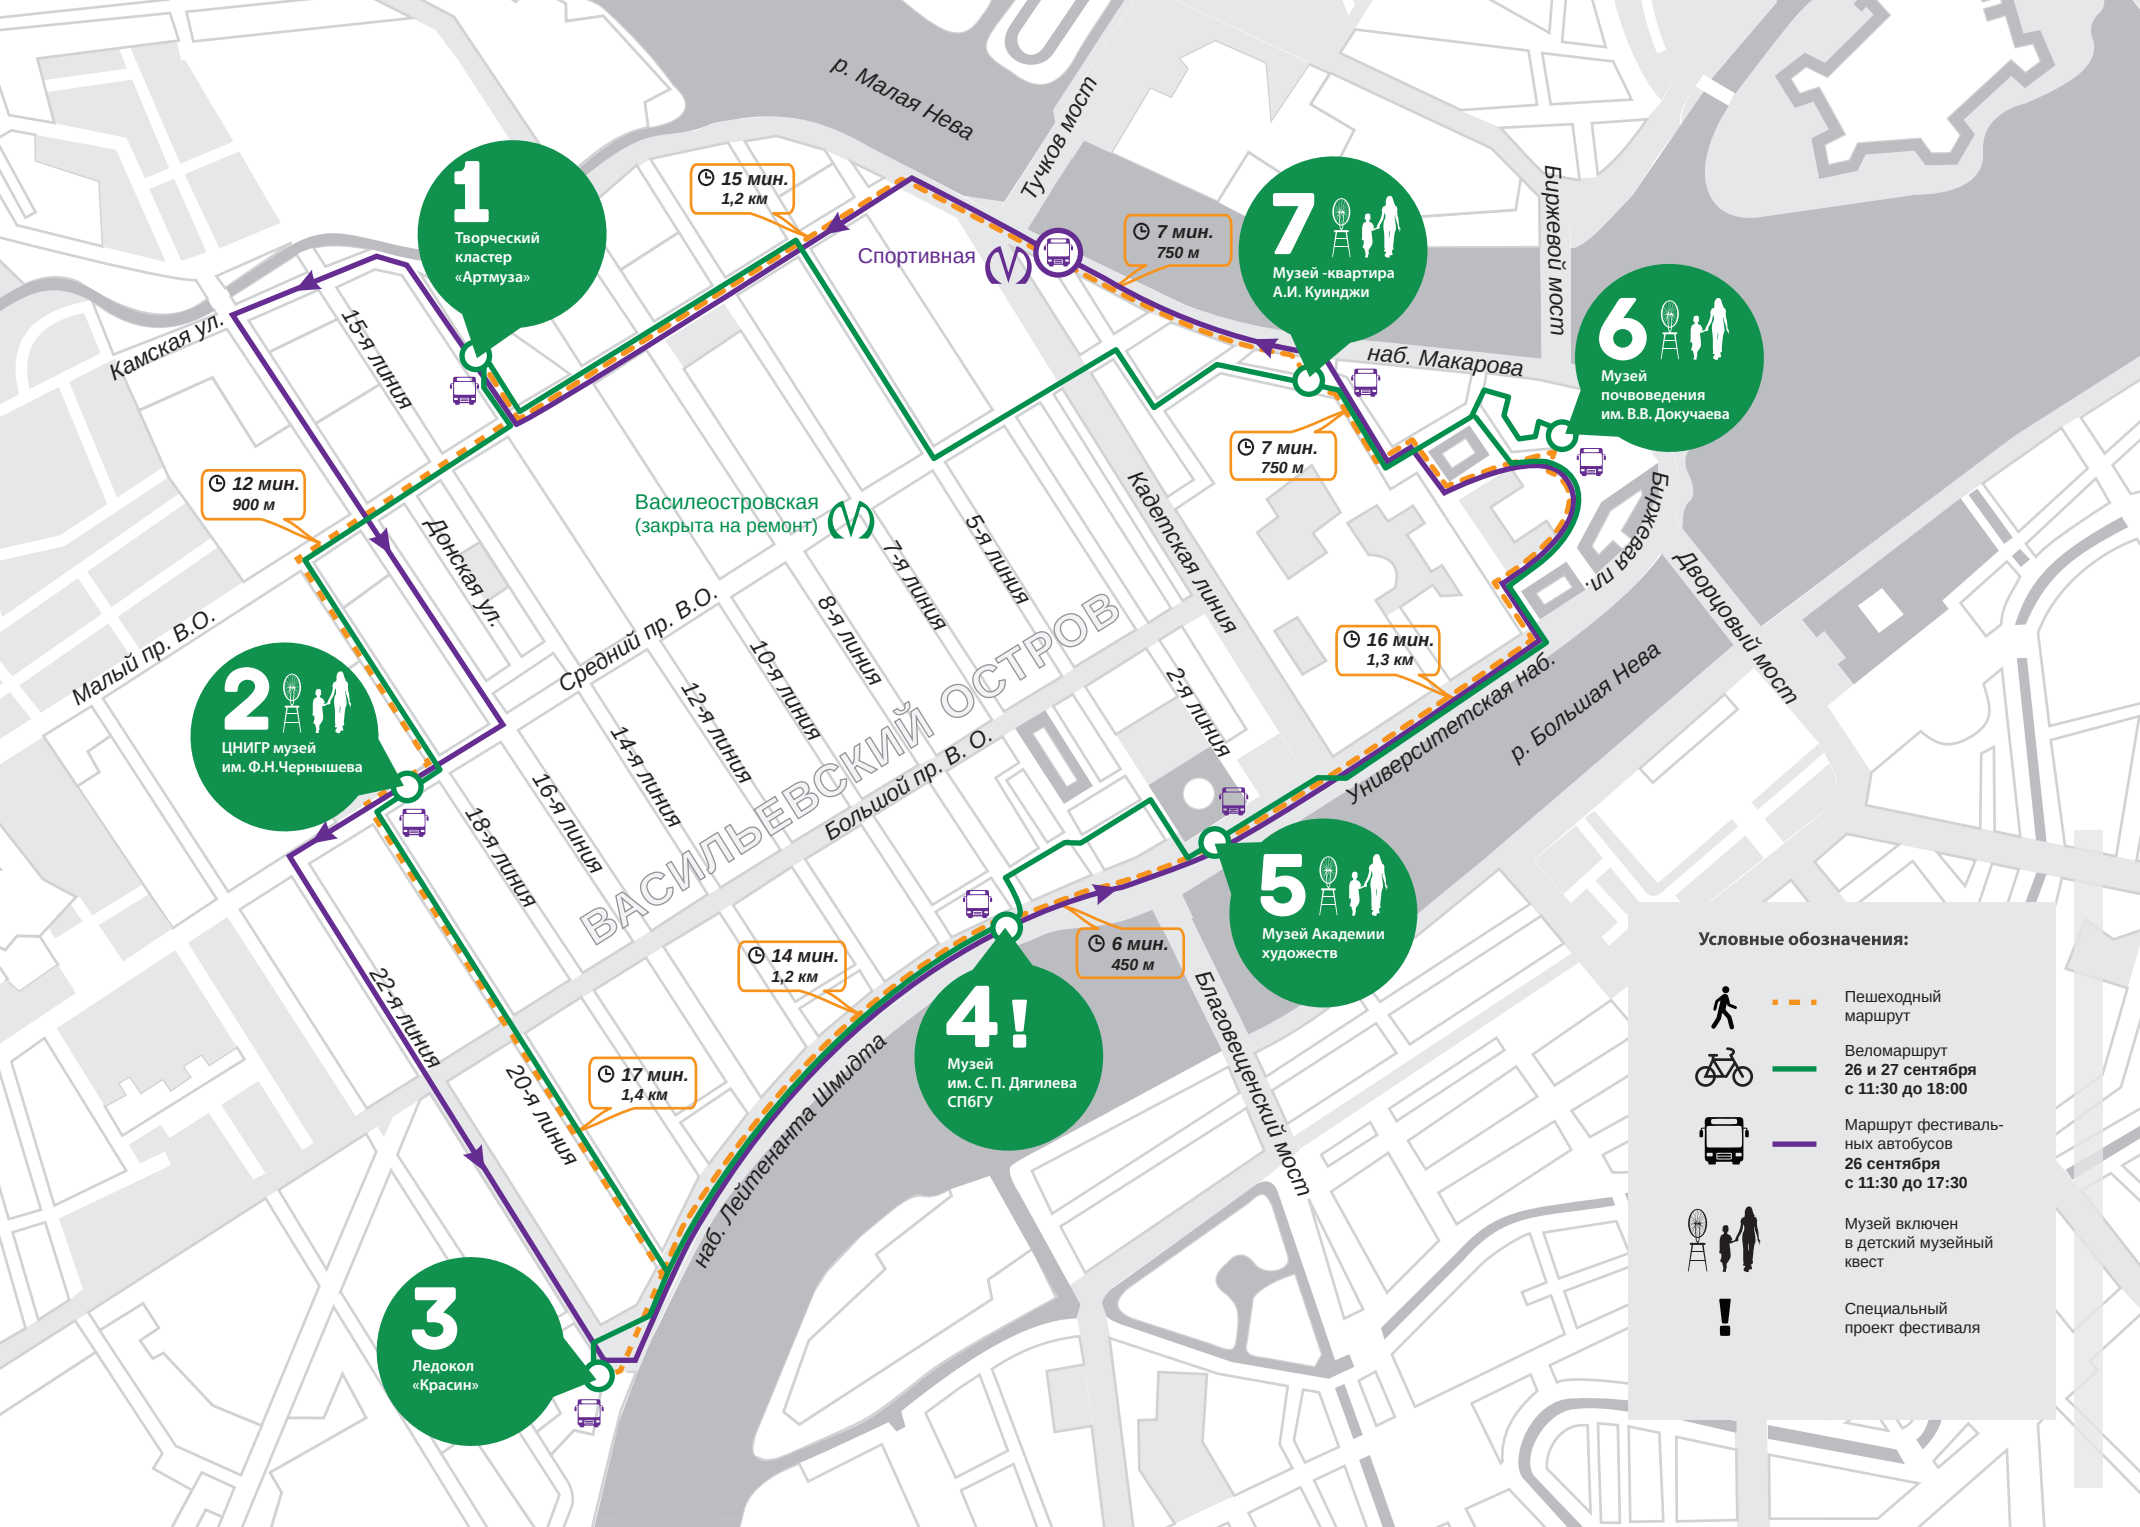 р. Малая Нева
Тучков мост
Биржевой мост
1
Творческий
кластер
«Артмуза»
15 мин.
1,2 км
Спортивная
7 мин.
750 м
7
Музей -квартира
А.И. Куинджи
6
Музей
почвоведения
им. В.В. Докучаева
наб. Макарова
Камская ул.
15-я линия
7 мин.
750 м
12 мин.
900 м
Донская ул.
Василеостровская
(закрыта на ремонт)
Кадетская линия
5-я линия
7-я линия
8-я линия
10-я линия
12-я линия
14-я линия
16-я линия
18-я линия
2-я линия
Биржевая пл.
Дворцовый мост
Малый пр. В.О.
Средний пр. В.О.
ВАСИЛЬЕВСКИЙ ОСТРОВ
Большой пр. В. О.
16 мин.
1,3 км
Университетская наб.
р. Большая Нева
2
ЦНИГР музей
им. Ф.Н.Чернышева
22-я линия
20-я линия
14 мин.
1,2 км
6 мин.
450 м
5
Музей Академии
художеств
4!
Музей
им. С. П. Дягилева
СПбГУ
17 мин.
1,4 км
наб. Лейтенанта Шмидта
Благовещенский мост
3
Ледокол
«Красин»
Условные обозначения:
Пешеходный
маршрут
Веломаршрут
26 и 27 сентября
с 11:30 до 18:00
Маршрут фестиваль-
ных автобусов
26 сентября
с 11:30 до 17:30
Музей включен
в детский музейный
квест
!
Специальный
проект фестиваля